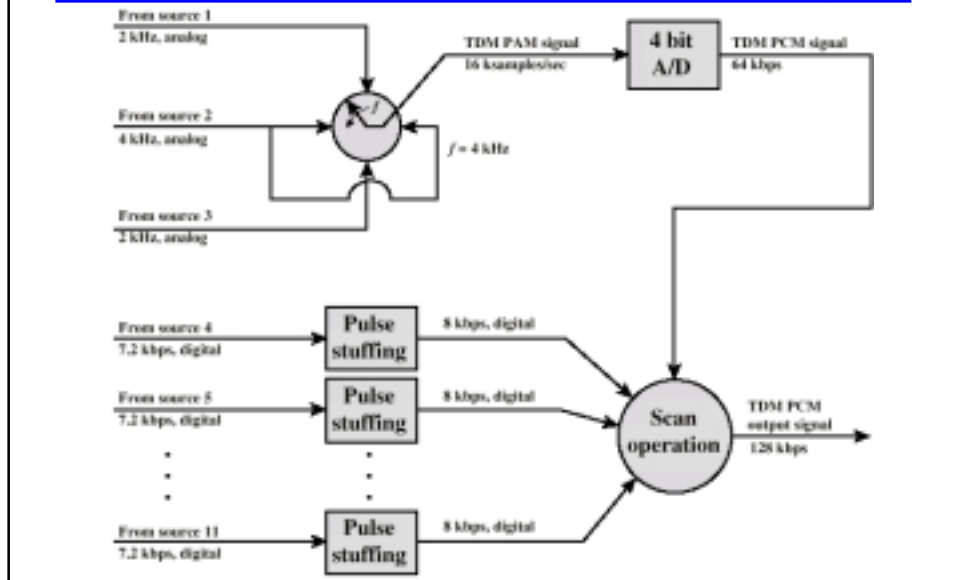 From source 1
2 kHz, analog
TDM PAM signal
16 ksamples/sec
4 bit
A/D
TDM PCM signal
64 kbps
f
From source 2
4 kHz, analog
f = 4 kHz
From source 3
2 kHz, analog
From source 4
7.2 kbps, digital
Pulse
stuffing
8 kbps, digital
From source 5
7.2 kbps, digital
Pulse
stuffing
8 kbps, digital
Scan
operation
TDM PCM
output signal
128 kbps
From source 11
7.2 kbps, digital
Pulse
stuffing
8 kbps, digital